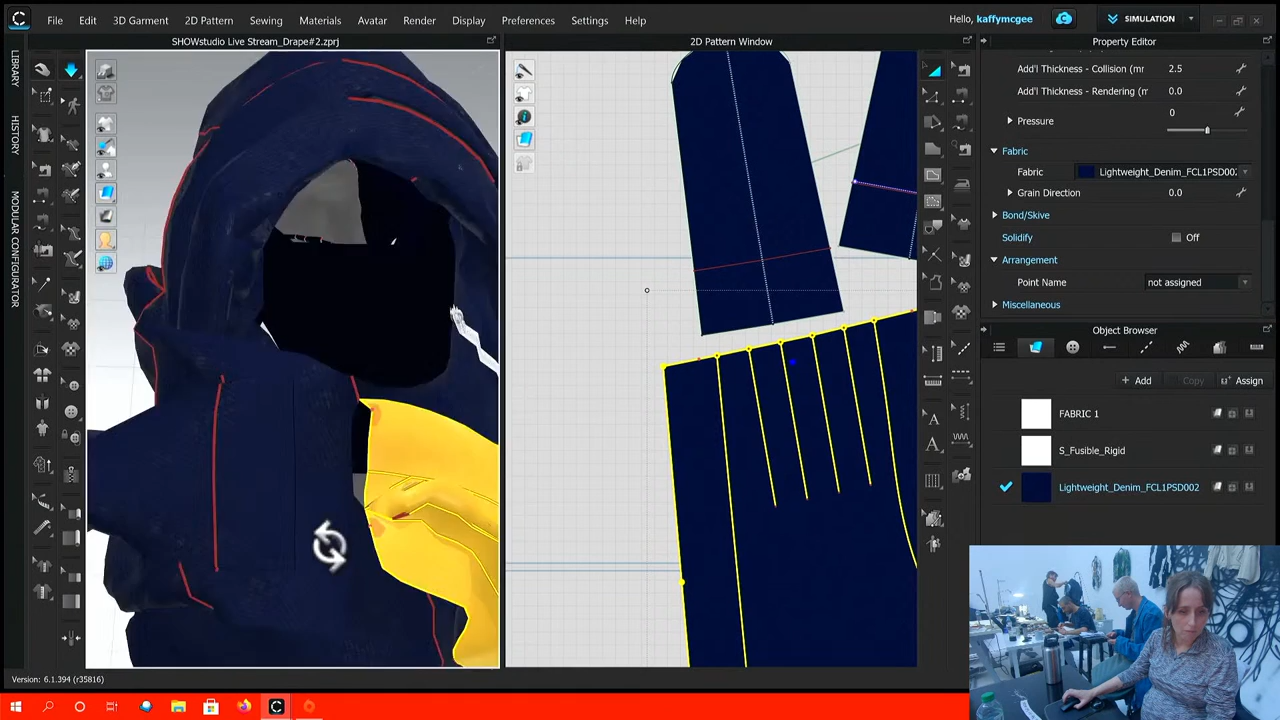 File 3D Garment 2D Pattern Sewing Materials Avatar Render Display Preferences Settings Help
Hello, kaffymcgee
SIMULATION
SHOWstudio Live Stream_Drape#2.zprj
2D Pattern Window
Property Editor
LIBRARY
HISTORY
MODULAR CONFIGURATOR
Add'l Thickness - Collision (mr 2.5
Add'l Thickness - Rendering (m 0.0
Pressure 0
Fabric
Fabric Lightweight_Denim_FCL1PSD002
Grain Direction 0.0
Bond/Skive
Solidify Off
Arrangement
Point Name not assigned
Miscellaneous
Object Browser
+ Add Copy Assign
FABRIC 1
S_Fusible_Rigid
Lightweight_Denim_FCL1PSD002
Version: 6.1.394 (r35816)